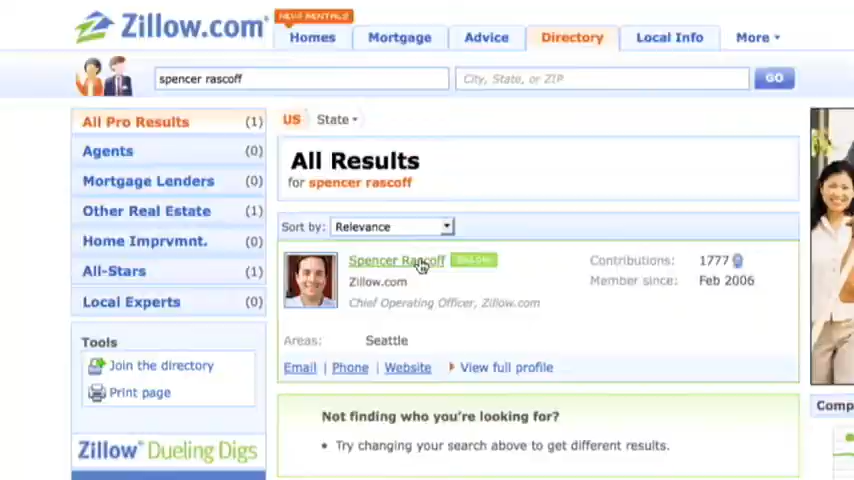 NEW RENTALS
Zillow.com®
Homes
Mortgage
Advice
Directory
Local Info
More
spencer rascoff
City, State, or ZIP
GO
All Pro Results (1)
Agents (0)
Mortgage Lenders (0)
Other Real Estate (1)
Home Imprvmnt. (0)
All-Stars (1)
Local Experts (0)
Tools
Join the directory
Print page
Zillow® Dueling Digs
US State
All Results
for spencer rascoff
Sort by: Relevance
Spencer Rascoff
Zillow.com
Chief Operating Officer, Zillow.com
Contributions: 1777
Member since: Feb 2006
Areas: Seattle
Email | Phone | Website View full profile
Not finding who you're looking for?
• Try changing your search above to get different results.
Comp